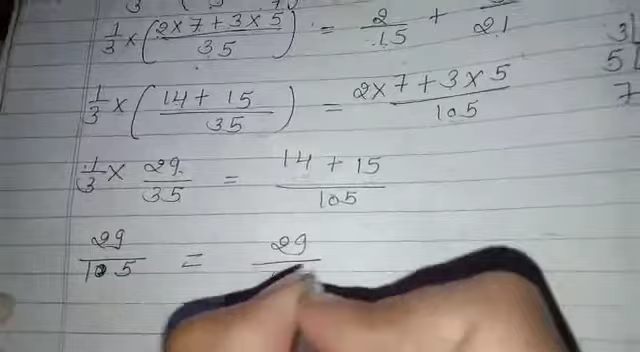 1/3 × (2×7+3×5/35) = 2/15 + /21
1/3 × (14+15/35) = 2×7+3×5/105
1/3 × 29/35 = 14+15/105
29/105 = 29/
3
5
7